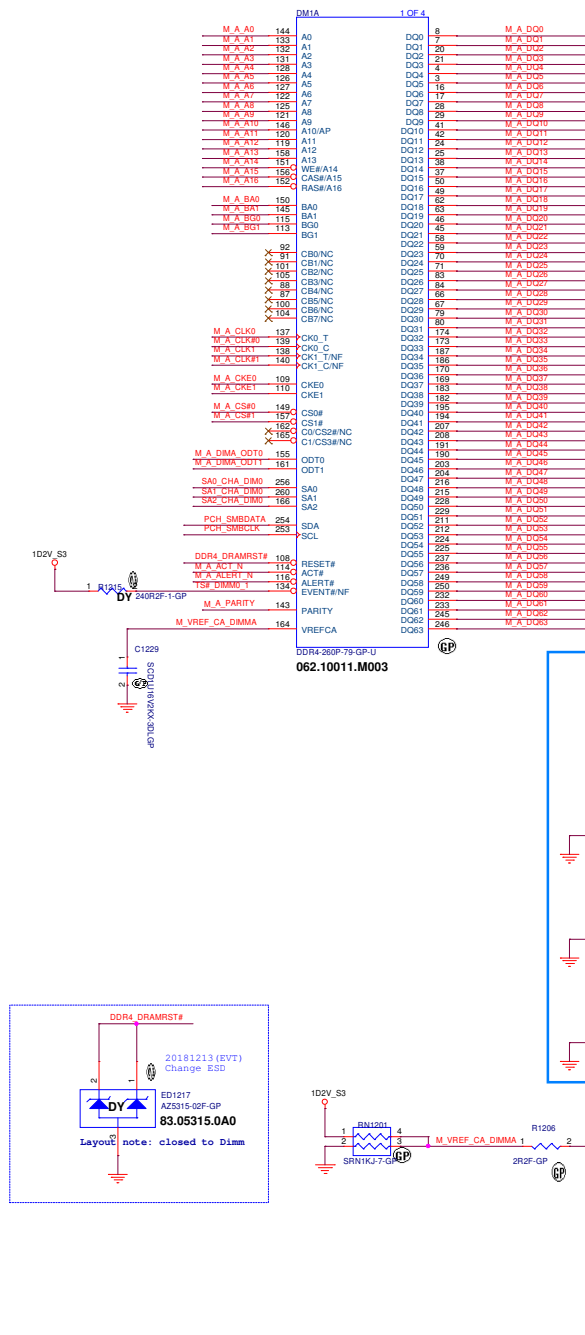 DM1A 1 OF 4
M_A_A0 144 A0 DQ0 8 M_A_DQ0
M_A_A1 133 A1 DQ1 7 M_A_DQ1
M_A_A2 132 A2 DQ2 20 M_A_DQ2
M_A_A3 131 A3 DQ3 21 M_A_DQ3
M_A_A4 128 A4 DQ4 4 M_A_DQ4
M_A_A5 126 A5 DQ5 3 M_A_DQ5
M_A_A6 127 A6 DQ6 16 M_A_DQ6
M_A_A7 122 A7 DQ7 17 M_A_DQ7
M_A_A8 125 A8 DQ8 28 M_A_DQ8
M_A_A9 121 A9 DQ9 29 M_A_DQ9
M_A_A10 146 A10/AP DQ10 41 M_A_DQ10
M_A_A11 120 A11 DQ11 42 M_A_DQ11
M_A_A12 119 A12 DQ12 24 M_A_DQ12
M_A_A13 158 A13 DQ13 25 M_A_DQ13
M_A_A14 151 WE#/A14 DQ14 38 M_A_DQ14
M_A_A15 156 CAS#/A15 DQ15 37 M_A_DQ15
M_A_A16 152 RAS#/A16 DQ16 50 M_A_DQ16
DQ17 49 M_A_DQ17
M_A_BA0 150 BA0 DQ18 62 M_A_DQ18
M_A_BA1 145 BA1 DQ19 63 M_A_DQ19
M_A_BG0 115 BG0 DQ20 46 M_A_DQ20
M_A_BG1 113 BG1 DQ21 45 M_A_DQ21
DQ22 58 M_A_DQ22
92 CB0/NC DQ23 59 M_A_DQ23
91 CB1/NC DQ24 70 M_A_DQ24
101 CB2/NC DQ25 71 M_A_DQ25
105 CB3/NC DQ26 83 M_A_DQ26
88 CB4/NC DQ27 84 M_A_DQ27
87 CB5/NC DQ28 66 M_A_DQ28
100 CB6/NC DQ29 67 M_A_DQ29
104 CB7/NC DQ30 79 M_A_DQ30
DQ31 80 M_A_DQ31
M_A_CLK0 137 CK0_T DQ32 174 M_A_DQ32
M_A_CLK#0 139 CK0_C DQ33 173 M_A_DQ33
M_A_CLK1 138 CK1_T/NF DQ34 187 M_A_DQ34
M_A_CLK#1 140 CK1_C/NF DQ35 186 M_A_DQ35
DQ36 170 M_A_DQ36
M_A_CKE0 109 CKE0 DQ37 169 M_A_DQ37
M_A_CKE1 110 CKE1 DQ38 183 M_A_DQ38
DQ39 182 M_A_DQ39
M_A_CS#0 149 CS0# DQ40 195 M_A_DQ40
M_A_CS#1 157 CS1# DQ41 194 M_A_DQ41
162 C0/CS2#/NC DQ42 207 M_A_DQ42
165 C1/CS3#/NC DQ43 208 M_A_DQ43
DQ44 191 M_A_DQ44
M_A_DIMA_ODT0 155 ODT0 DQ45 190 M_A_DQ45
M_A_DIMA_ODT1 161 ODT1 DQ46 203 M_A_DQ46
DQ47 204 M_A_DQ47
SA0_CHA_DIM0 256 SA0 DQ48 216 M_A_DQ48
SA1_CHA_DIM0 260 SA1 DQ49 215 M_A_DQ49
SA2_CHA_DIM0 166 SA2 DQ50 228 M_A_DQ50
DQ51 229 M_A_DQ51
PCH_SMBDATA 254 SDA DQ52 211 M_A_DQ52
PCH_SMBCLK 253 SCL DQ53 212 M_A_DQ53
DQ54 224 M_A_DQ54
DQ55 225 M_A_DQ55
DDR4_DRAMRST# 108 RESET# DQ56 237 M_A_DQ56
M_A_ACT_N 114 ACT# DQ57 236 M_A_DQ57
M_A_ALERT_N 116 ALERT# DQ58 249 M_A_DQ58
TS#_DIMM0_1 134 EVENT#/NF DQ59 250 M_A_DQ59
DQ60 232 M_A_DQ60
M_A_PARITY 143 PARITY DQ61 233 M_A_DQ61
DQ62 245 M_A_DQ62
M_VREF_CA_DIMMA 164 VREFCA DQ63 246 M_A_DQ63
1D2V_S3
1 R1215 2
DY 240R2F-1-GP
DDR4-260P-79-GP-U
062.10011.M003
GP
C1229
1
2
SCD1U16V2KX-3DLGP
DDR4_DRAMRST#
20181213(EVT)
Change ESD
2 1
DY
3
ED1217
AZ5315-02F-GP
83.05315.0A0
Layout note: closed to Dimm
1D2V_S3
RN1201
1 4
2 3
SRN1KJ-7-GP
GP
M_VREF_CA_DIMMA
1 R1206 2
2R2F-GP
GP